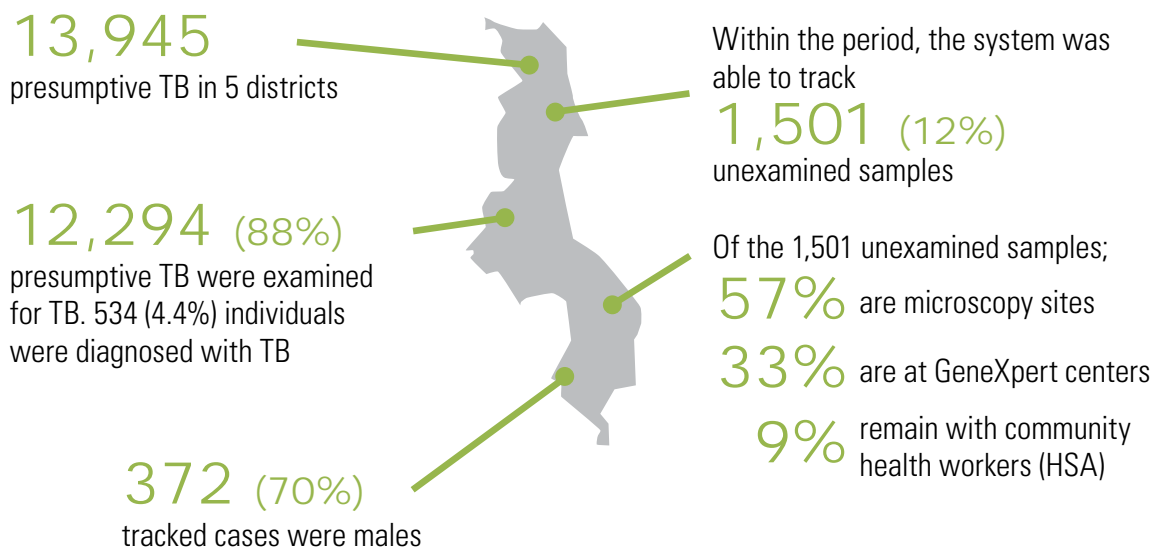 13,945
presumptive TB in 5 districts
12,294 (88%)
presumptive TB were examined
for TB. 534 (4.4%) individuals
were diagnosed with TB
372 (70%)
tracked cases were males
Within the period, the system was
able to track
1,501 (12%)
unexamined samples
Of the 1,501 unexamined samples;
57% are microscopy sites
33% are at GeneXpert centers
9% remain with community
health workers (HSA)